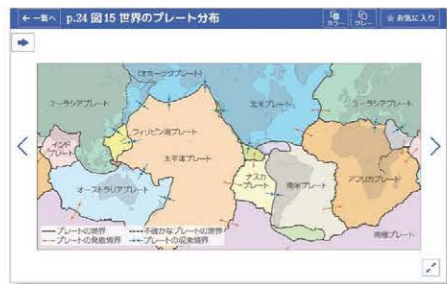 ←一覧へ
p.24 図15 世界のプレート分布
カラー
グレー
★お気に入り
(オホーツクプレート)
ユーラシアプレート
北米プレート
ユーラシアプレート
フィリピン海プレート
インドプレート
太平洋プレート
ナスカプレート
南米プレート
アフリカプレート
オーストラリアプレート
南極プレート
プレートの境界
不確かなプレートの境界
プレートの発散境界
プレートの収束境界